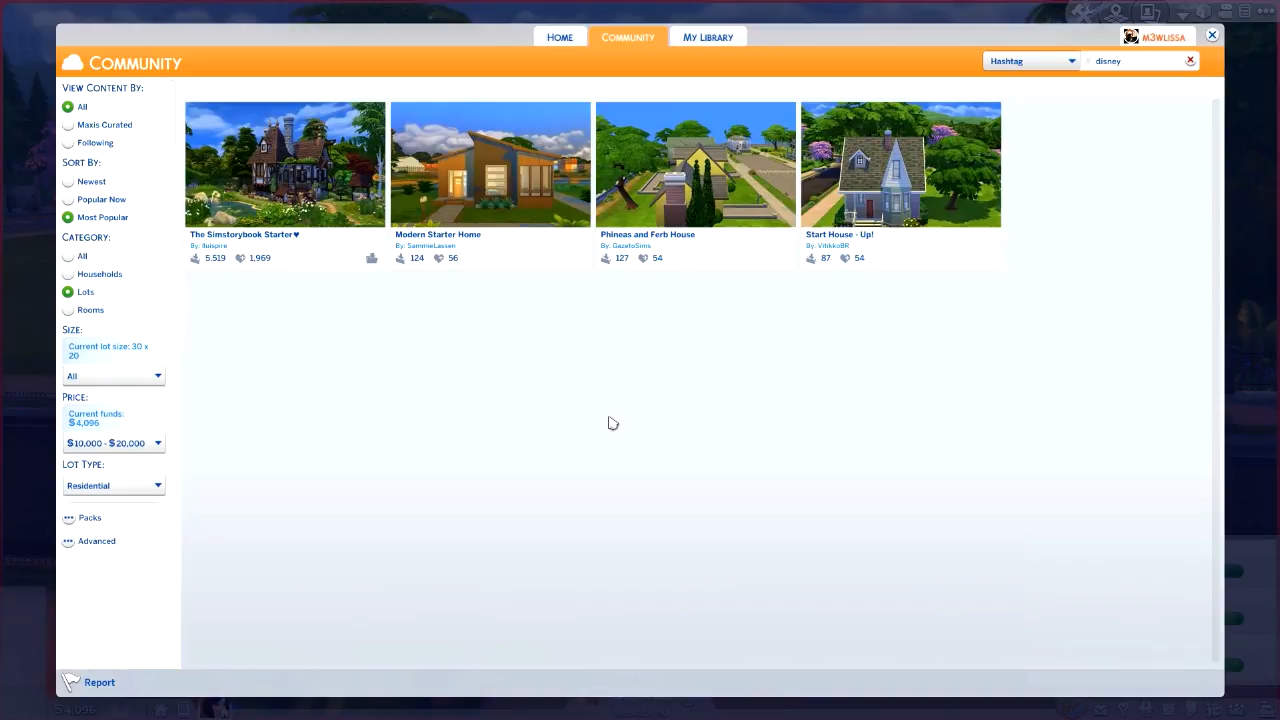 HOME COMMUNITY MY LIBRARY M3WLISSA
COMMUNITY
Hashtag # disney
VIEW CONTENT BY:
All
Maxis Curated
Following
SORT BY:
Newest
Popular Now
Most Popular
CATEGORY:
All
Households
Lots
Rooms
SIZE:
Current lot size: 30 x
20
All
PRICE:
Current funds:
$4,096
$10,000 - $20,000
LOT TYPE:
Residential
Packs
Advanced
The Simstorybook Starter♥
By: iluispire
5,519 1,969
Modern Starter Home
By: SammieLassen
124 56
Phineas and Ferb House
By: GazetoSims
127 54
Start House - Up!
By: VitikkoBR
87 54
Report
$4,096